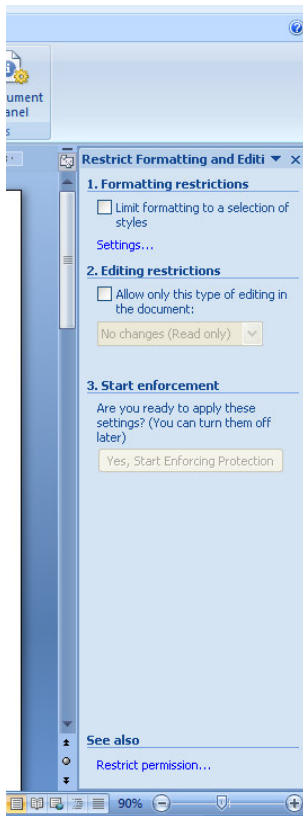 ument
anel
s
Restrict Formatting and Editi
1. Formatting restrictions
Limit formatting to a selection of
styles
Settings...
2. Editing restrictions
Allow only this type of editing in
the document:
No changes (Read only)
3. Start enforcement
Are you ready to apply these
settings? (You can turn them off
later)
Yes, Start Enforcing Protection
See also
Restrict permission...
90%